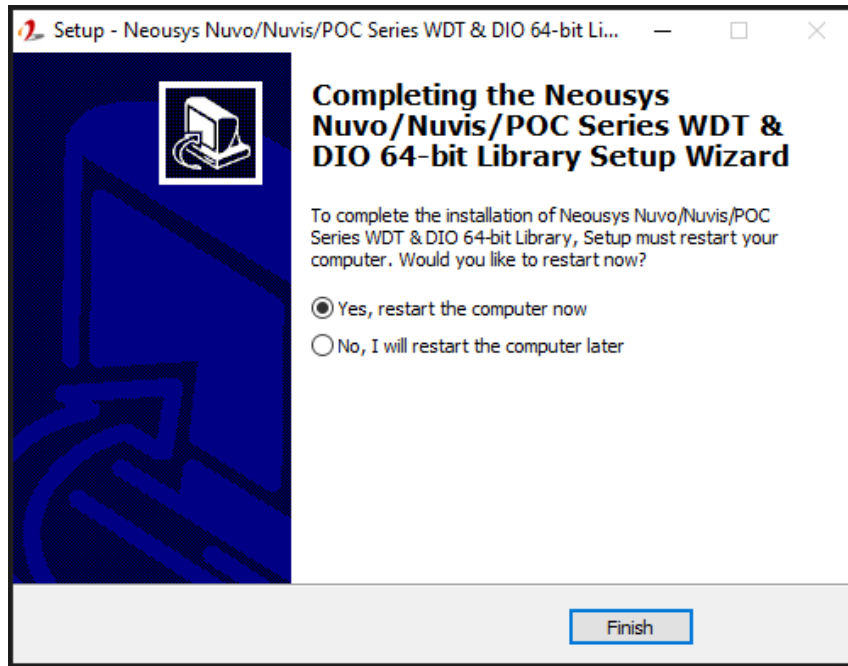 Setup - Neousys Nuvo/Nuvis/POC Series WDT & DIO 64-bit Li...
Completing the Neousys
Nuvo/Nuvis/POC Series WDT &
DIO 64-bit Library Setup Wizard
To complete the installation of Neousys Nuvo/Nuvis/POC
Series WDT & DIO 64-bit Library, Setup must restart your
computer. Would you like to restart now?
Yes, restart the computer now
No, I will restart the computer later
Finish